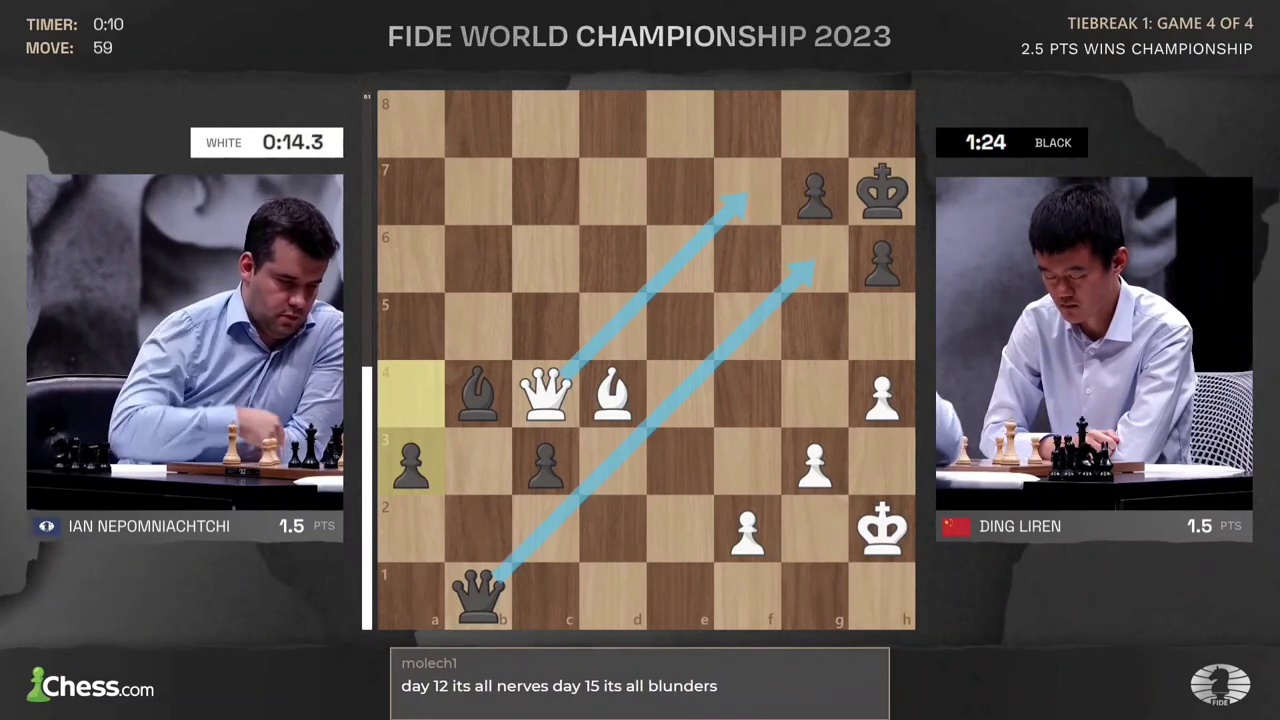 TIMER: 0:10
MOVE: 59
FIDE WORLD CHAMPIONSHIP 2023
TIEBREAK 1: GAME 4 OF 4
2.5 PTS WINS CHAMPIONSHIP
WHITE 0:14.3
0.1
1:24 BLACK
8
7
6
5
4
3
2
1
a b c d e f g h
IAN NEPOMNIACHTCHI 1.5 PTS
DING LIREN 1.5 PTS
molech1
day 12 its all nerves day 15 its all blunders
Chess.com
FIDE